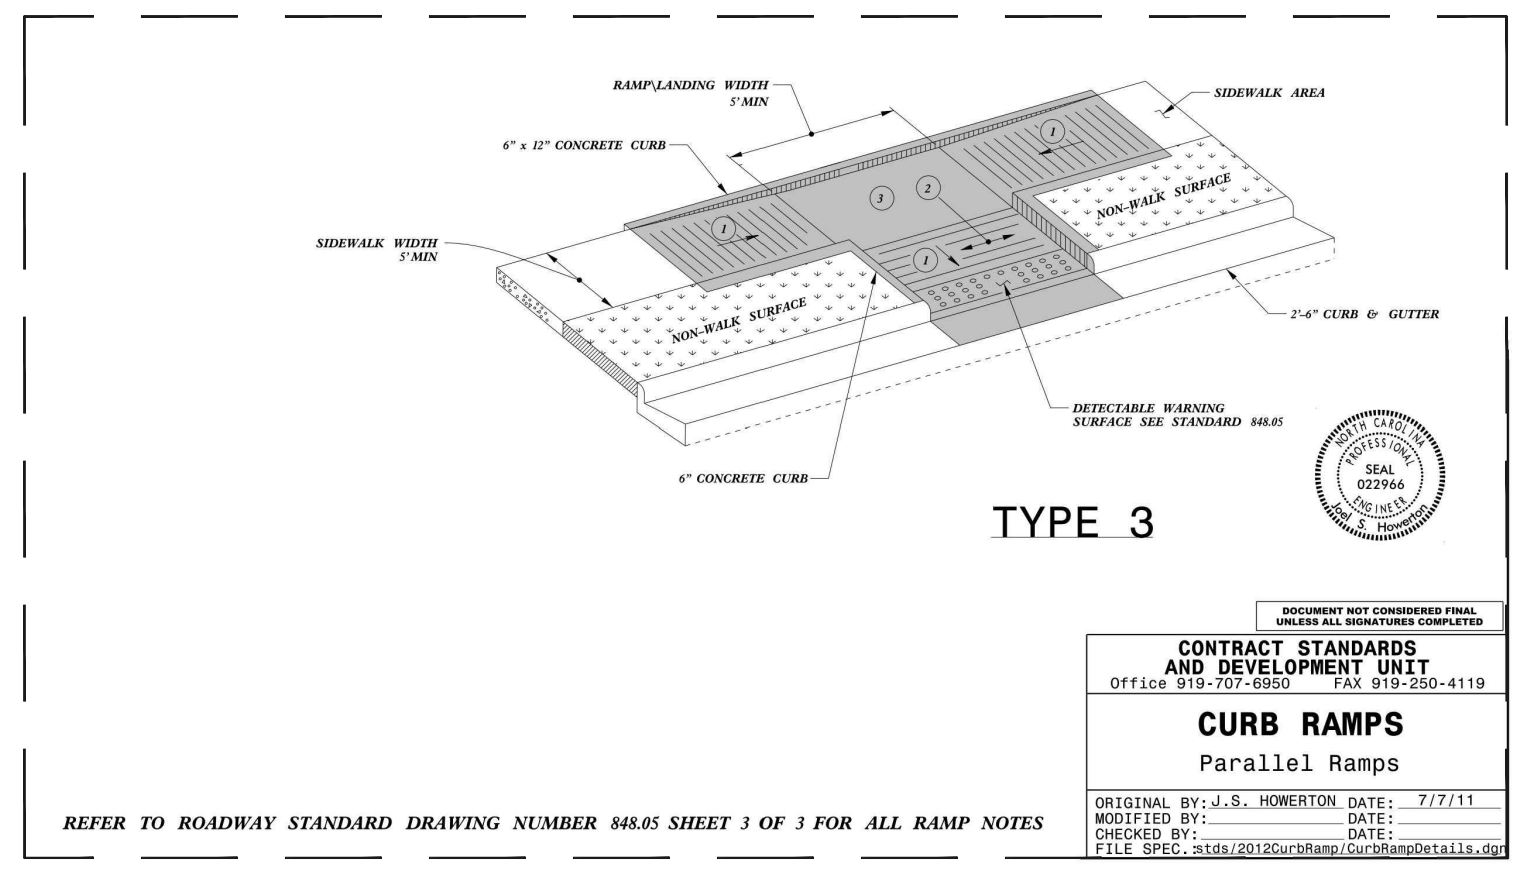 RAMP\LANDING WIDTH
5' MIN
SIDEWALK AREA
6" x 12" CONCRETE CURB
1
3
2
NON-WALK SURFACE
1
SIDEWALK WIDTH
5' MIN
1
NON-WALK SURFACE
2'-6" CURB & GUTTER
DETECTABLE WARNING
SURFACE SEE STANDARD 848.05
6" CONCRETE CURB
TYPE 3
NORTH CAROLINA
PROFESSIONAL
SEAL
022966
ENGINEER
Joel S. Howerton
DOCUMENT NOT CONSIDERED FINAL
UNLESS ALL SIGNATURES COMPLETED
CONTRACT STANDARDS
AND DEVELOPMENT UNIT
Office 919-707-6950 FAX 919-250-4119
CURB RAMPS
Parallel Ramps
ORIGINAL BY: J.S. HOWERTON DATE: 7/7/11
MODIFIED BY: DATE:
CHECKED BY: DATE:
FILE SPEC.: stds/2012CurbRamp/CurbRampDetails.dgn
REFER TO ROADWAY STANDARD DRAWING NUMBER 848.05 SHEET 3 OF 3 FOR ALL RAMP NOTES